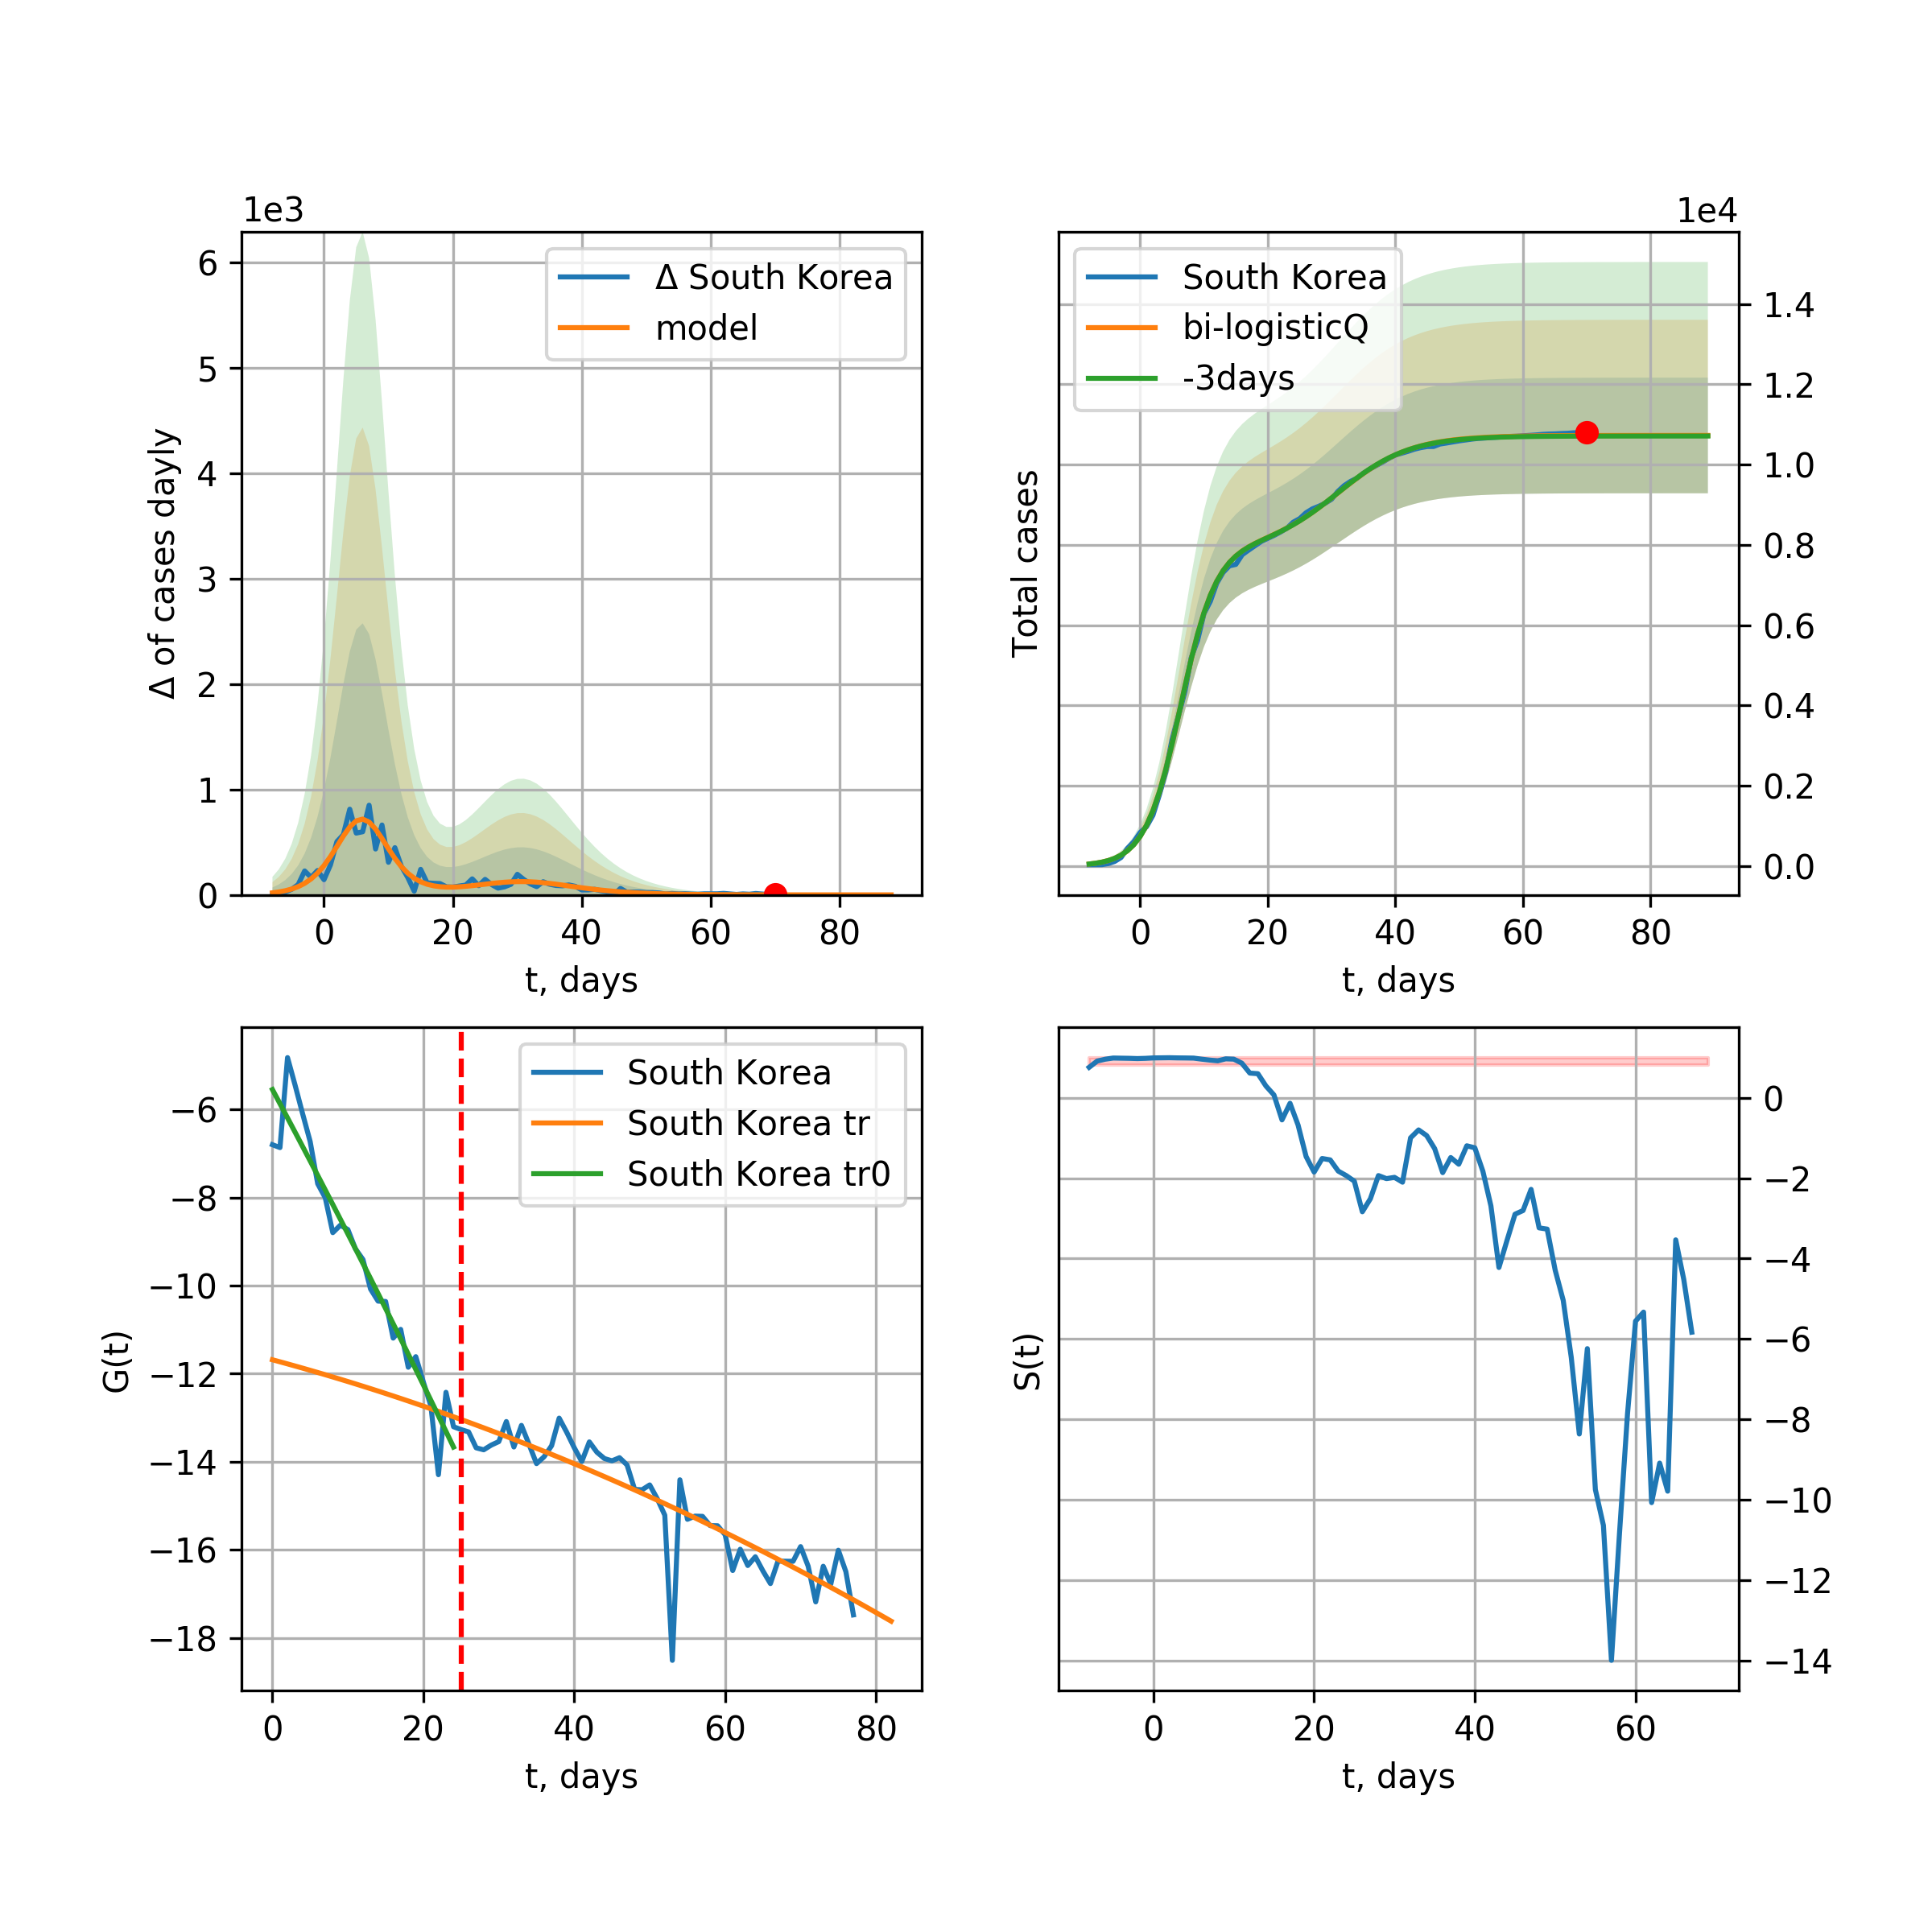 1e3
Δ of cases dayly
6
5
4
3
2
1
0
0 20 40 60 80
t, days
Δ South Korea
model
1e4
Total cases
1.4
1.2
1.0
0.8
0.6
0.4
0.2
0.0
0 20 40 60 80
t, days
South Korea
bi-logisticQ
-3days
G(t)
−6
−8
−10
−12
−14
−16
−18
0 20 40 60 80
t, days
South Korea
South Korea tr
South Korea tr0
S(t)
0
−2
−4
−6
−8
−10
−12
−14
0 20 40 60
t, days